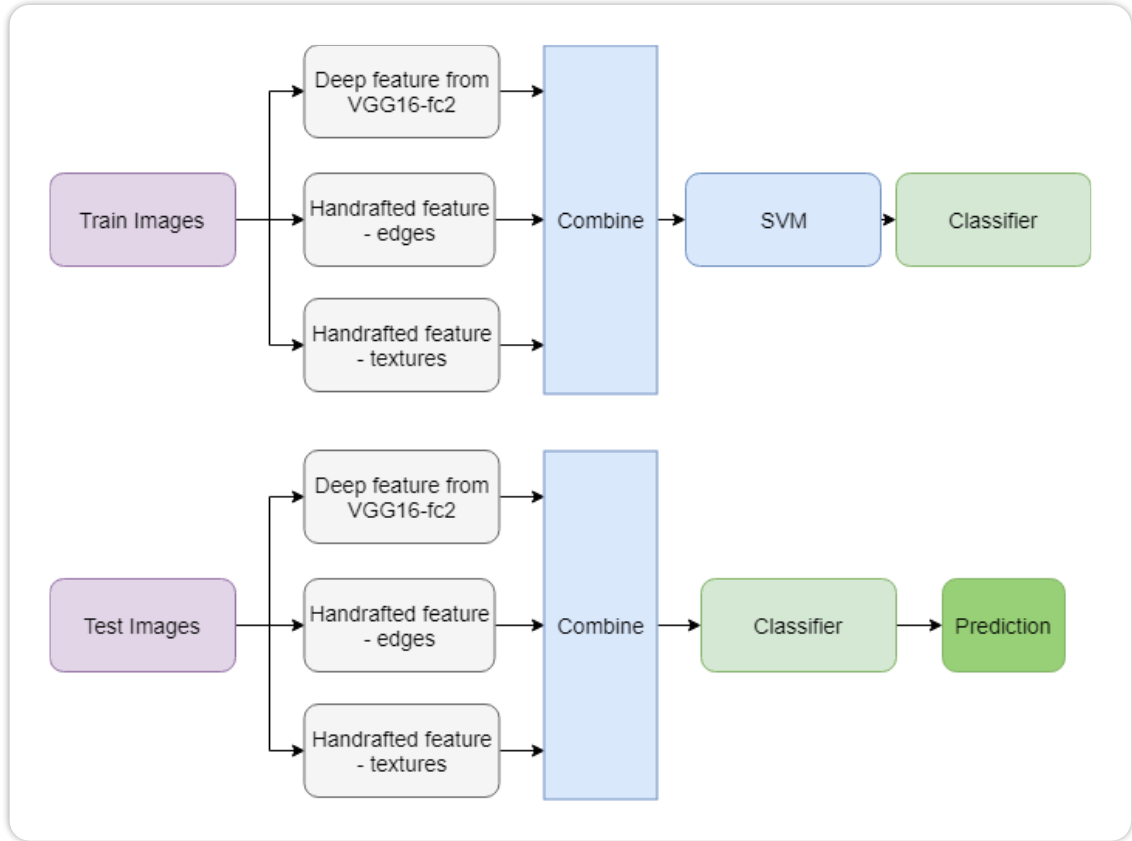 Deep feature from
VGG16-fc2
Train Images
Handrafted feature
- edges
Combine
SVM
Classifier
Handrafted feature
- textures
Deep feature from
VGG16-fc2
Test Images
Handrafted feature
- edges
Combine
Classifier
Prediction
Handrafted feature
- textures